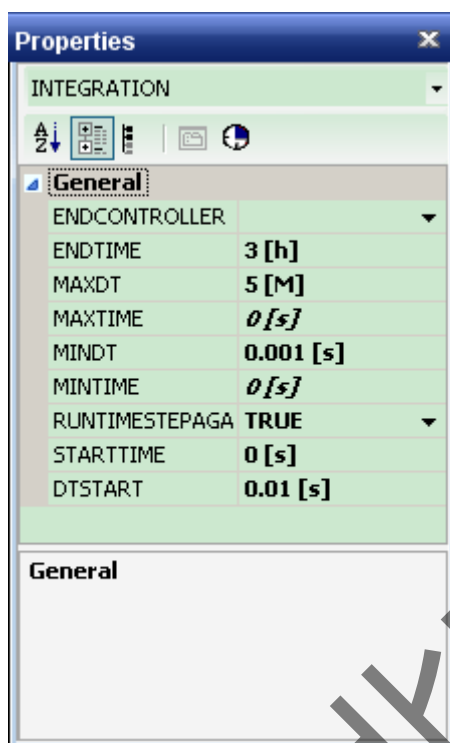 Properties
INTEGRATION
General
ENDCONTROLLER
ENDTIME 3 [h]
MAXDT 5 [M]
MAXTIME 0 [s]
MINDT 0.001 [s]
MINTIME 0 [s]
RUNTIMESTEPAGA TRUE
STARTTIME 0 [s]
DTSTART 0.01 [s]
General